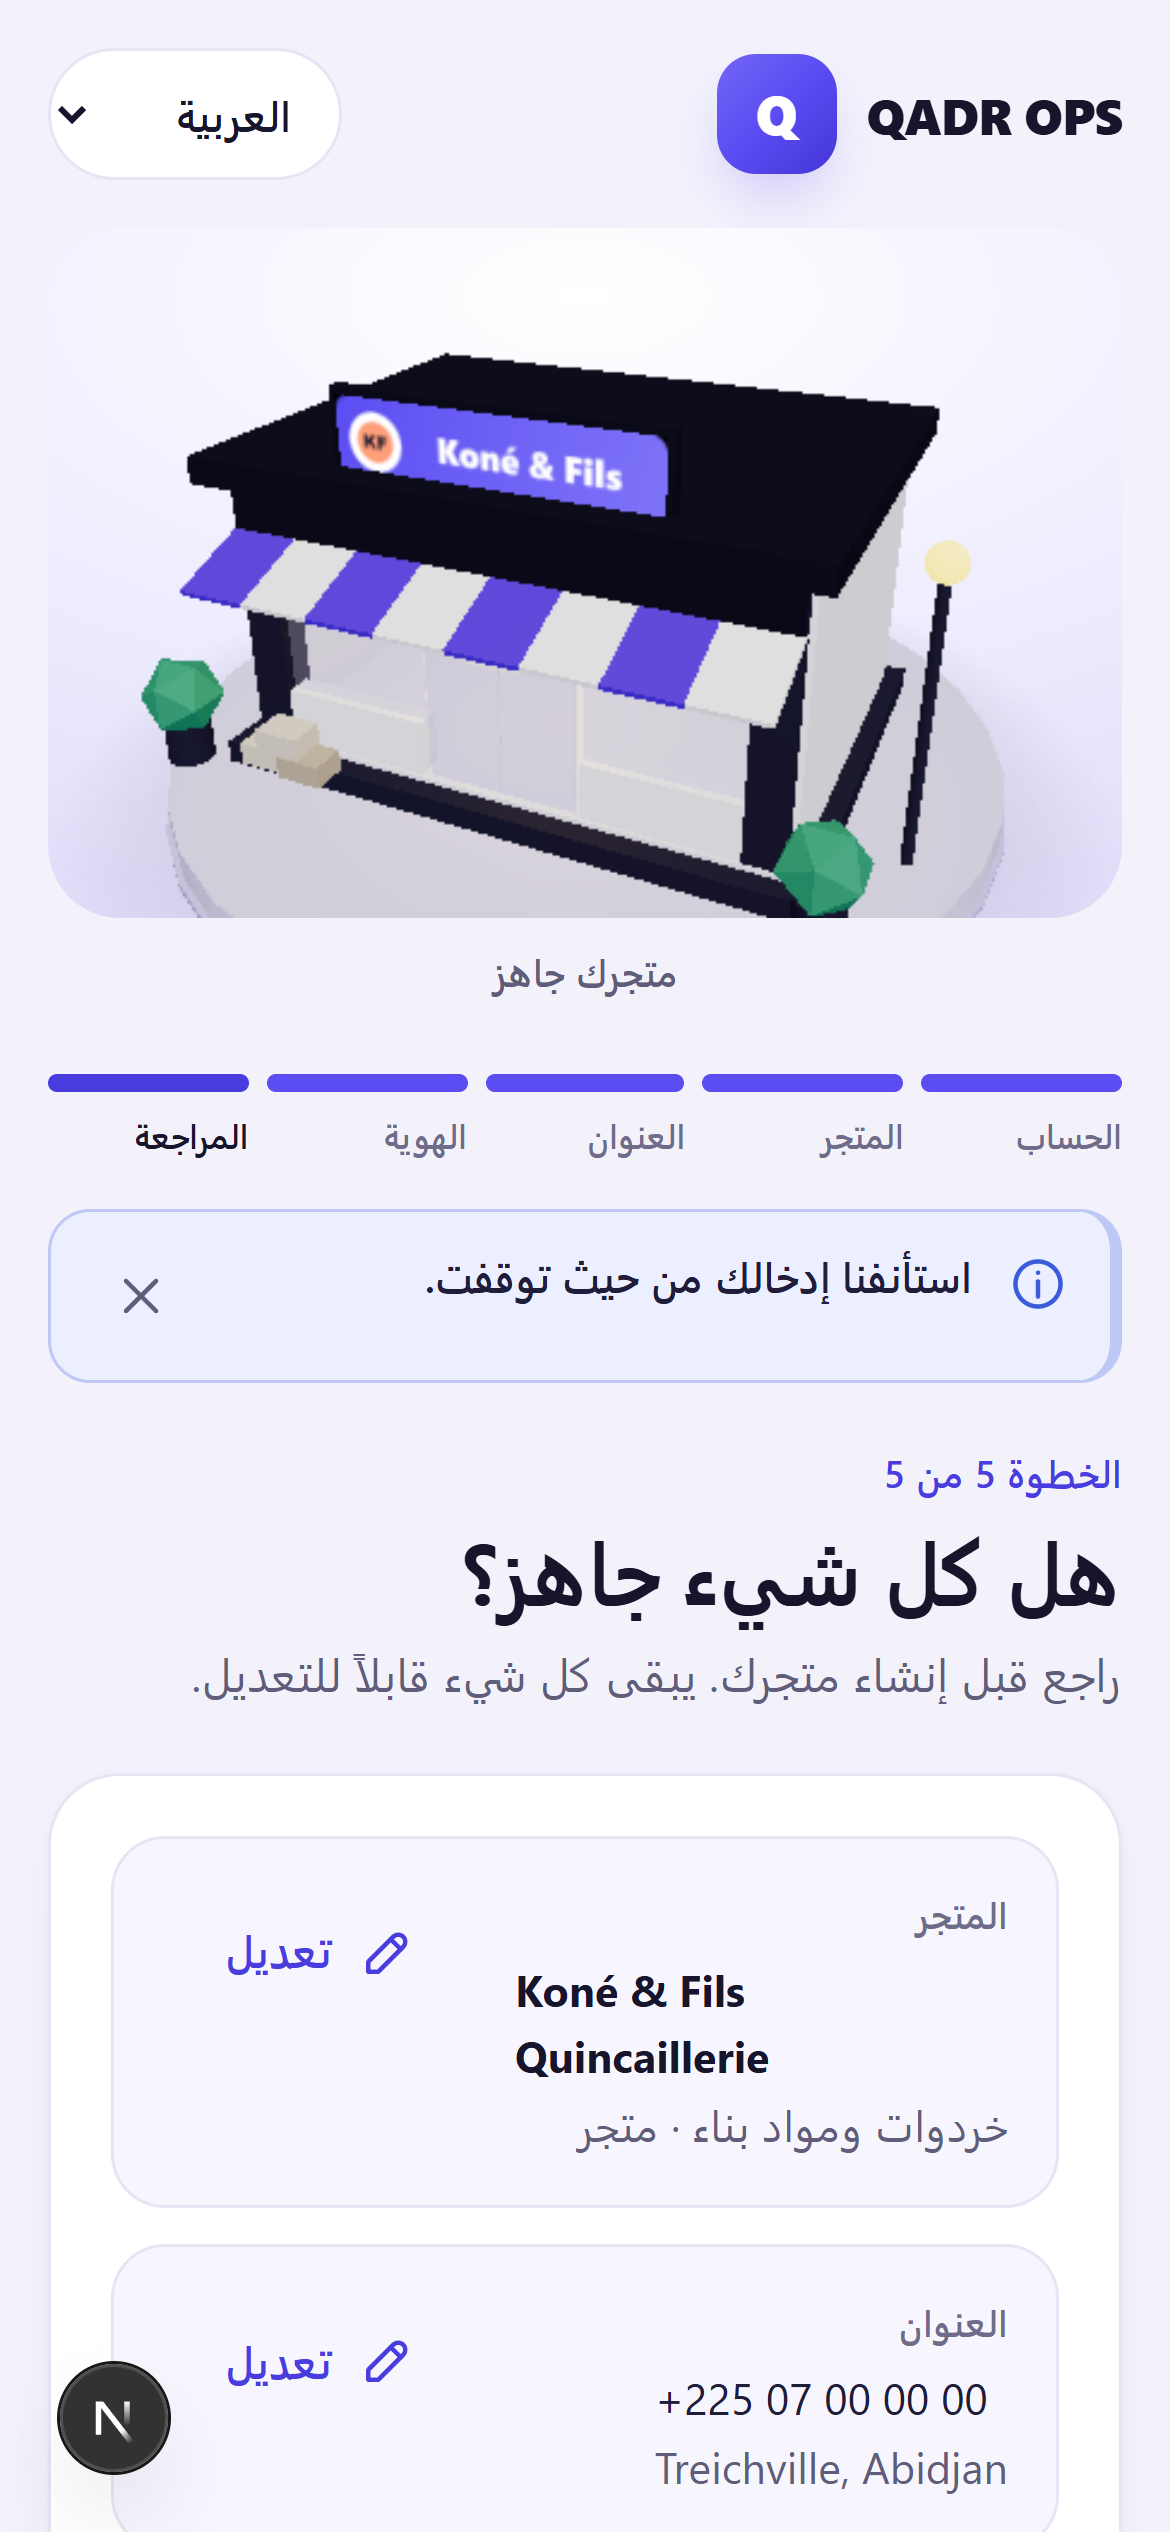 QADR OPS
Q
العربية
KF
Koné & Fils
متجرك جاهز
الحساب
المتجر
العنوان
الهوية
المراجعة
استأنفنا إدخالك من حيث توقفت.
الخطوة 5 من 5
هل كل شيء جاهز؟
راجع قبل إنشاء متجرك. يبقى كل شيء قابلاً للتعديل.
المتجر
تعديل
Koné & Fils
Quincaillerie
خردوات ومواد بناء · متجر
العنوان
تعديل
+225 07 00 00 00
Treichville, Abidjan
N